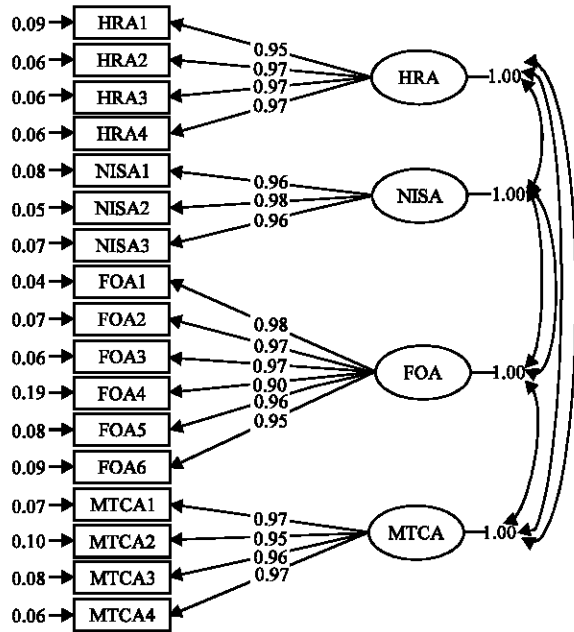 0.09 HRA1
0.06 HRA2
0.06 HRA3
0.06 HRA4
0.95
0.97
0.97
0.97
HRA 1.00
0.08 NISA1
0.05 NISA2
0.07 NISA3
0.96
0.98
0.96
NISA 1.00
0.04 FOA1
0.07 FOA2
0.06 FOA3
0.19 FOA4
0.08 FOA5
0.09 FOA6
0.98
0.97
0.97
0.90
0.96
0.95
FOA 1.00
0.07 MTCA1
0.10 MTCA2
0.08 MTCA3
0.06 MTCA4
0.97
0.95
0.96
0.97
MTCA 1.00